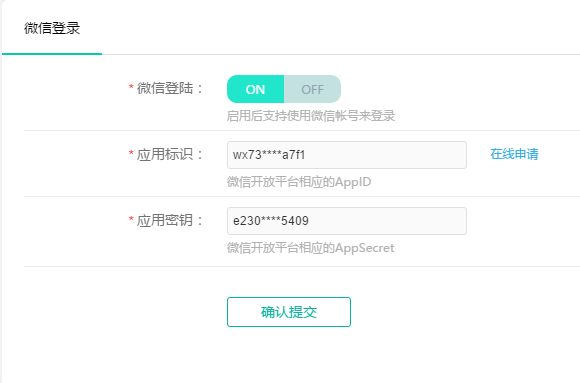 微信登录
* 微信登陆： ON OFF
启用后支持使用微信帐号来登录
* 应用标识： wx73****a7f1 在线申请
微信开放平台相应的AppID
* 应用密钥： e230****5409
微信开放平台相应的AppSecret
确认提交